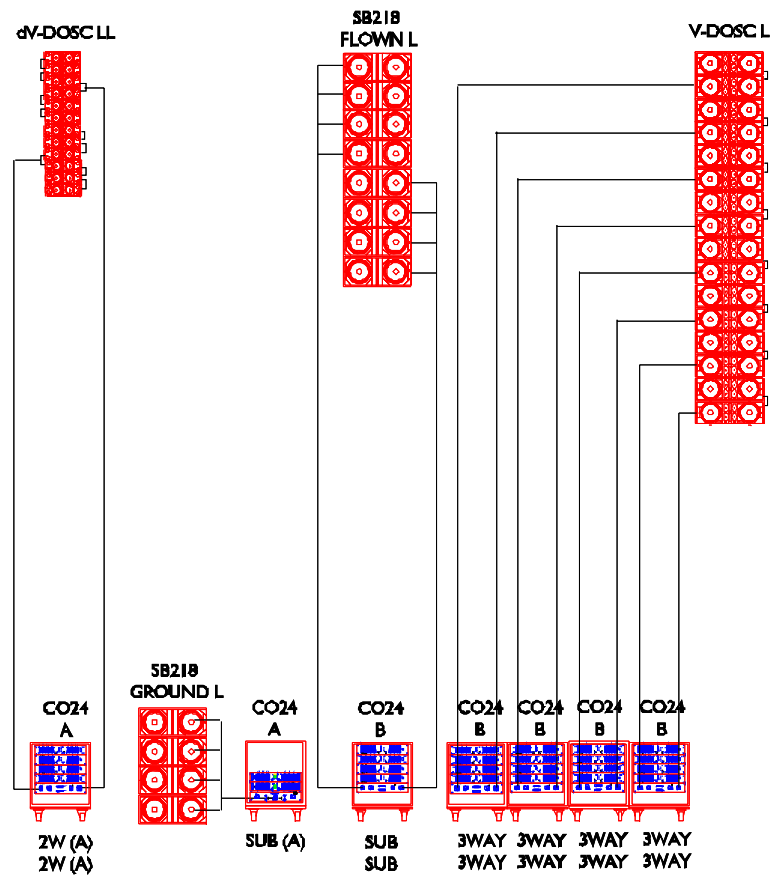 dV-DOSC LL
SB218
FLOWN L
V-DOSC L
SB218
GROUND L
CO24
A
CO24
A
CO24
B
CO24
B
CO24
B
CO24
B
CO24
B
2W (A)
2W (A)
SUB (A)
SUB
SUB
3WAY
3WAY
3WAY
3WAY
3WAY
3WAY
3WAY
3WAY